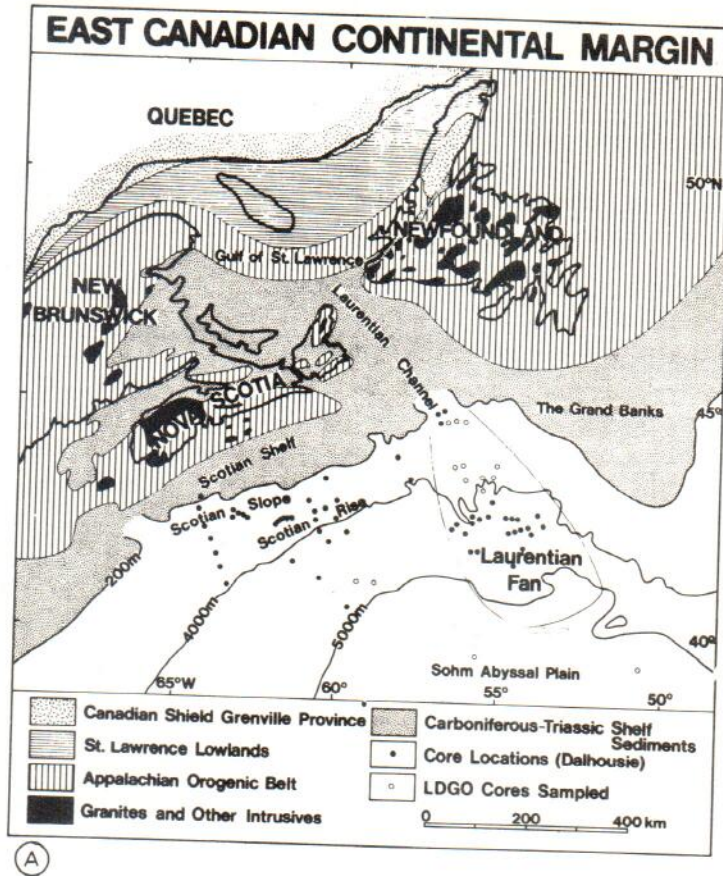 EAST CANADIAN CONTINENTAL MARGIN
QUEBEC
50°N
NEWFOUNDLAND
Gulf of St. Lawrence
NEW
BRUNSWICK
Laurentian Channel
NOVA SCOTIA
The Grand Banks
45°
Scotian Shelf
Scotian Slope
Scotian Rise
Laurentian
Fan
200m
4000m
5000m
40°
Sohm Abyssal Plain
65°W
60°
55°
50°
Canadian Shield Grenville Province
St. Lawrence Lowlands
Appalachian Orogenic Belt
Granites and Other Intrusives
Carboniferous-Triassic Shelf
Sediments
Core Locations (Dalhousie)
LDGO Cores Sampled
0 200 400 km
A